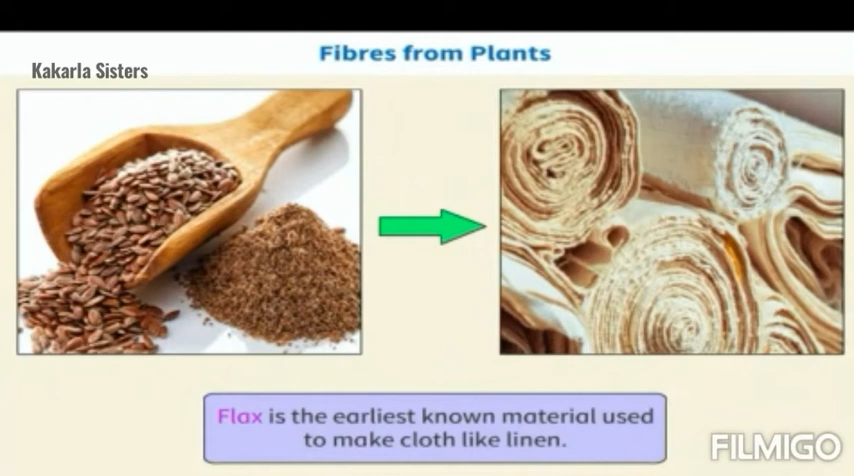 Fibres from Plants
Kakarla Sisters
Flax is the earliest known material used
to make cloth like linen.
FILMIGO